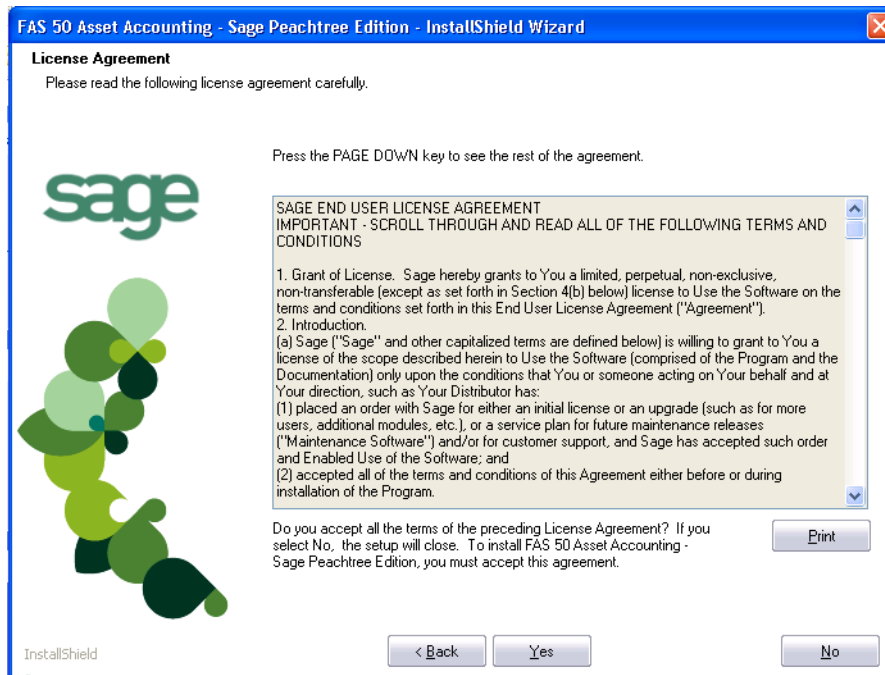 FAS 50 Asset Accounting - Sage Peachtree Edition - InstallShield Wizard
License Agreement
Please read the following license agreement carefully.
Press the PAGE DOWN key to see the rest of the agreement.
sage
SAGE END USER LICENSE AGREEMENT
IMPORTANT - SCROLL THROUGH AND READ ALL OF THE FOLLOWING TERMS AND
CONDITIONS
1. Grant of License.  Sage hereby grants to You a limited, perpetual, non-exclusive,
non-transferable (except as set forth in Section 4(b) below) license to Use the Software on the
terms and conditions set forth in this End User License Agreement ("Agreement").
2. Introduction.
(a) Sage ("Sage" and other capitalized terms are defined below) is willing to grant to You a
license of the scope described herein to Use the Software (comprised of the Program and the
Documentation) only upon the conditions that You or someone acting on Your behalf and at
Your direction, such as Your Distributor has:
(1) placed an order with Sage for either an initial license or an upgrade (such as for more
users, additional modules, etc.), or a service plan for future maintenance releases
("Maintenance Software") and/or for customer support, and Sage has accepted such order
and Enabled Use of the Software; and
(2) accepted all of the terms and conditions of this Agreement either before or during
installation of the Program.
Do you accept all the terms of the preceding License Agreement?  If you
select No,  the setup will close.  To install FAS 50 Asset Accounting -
Sage Peachtree Edition, you must accept this agreement.
Print
InstallShield
< Back
Yes
No